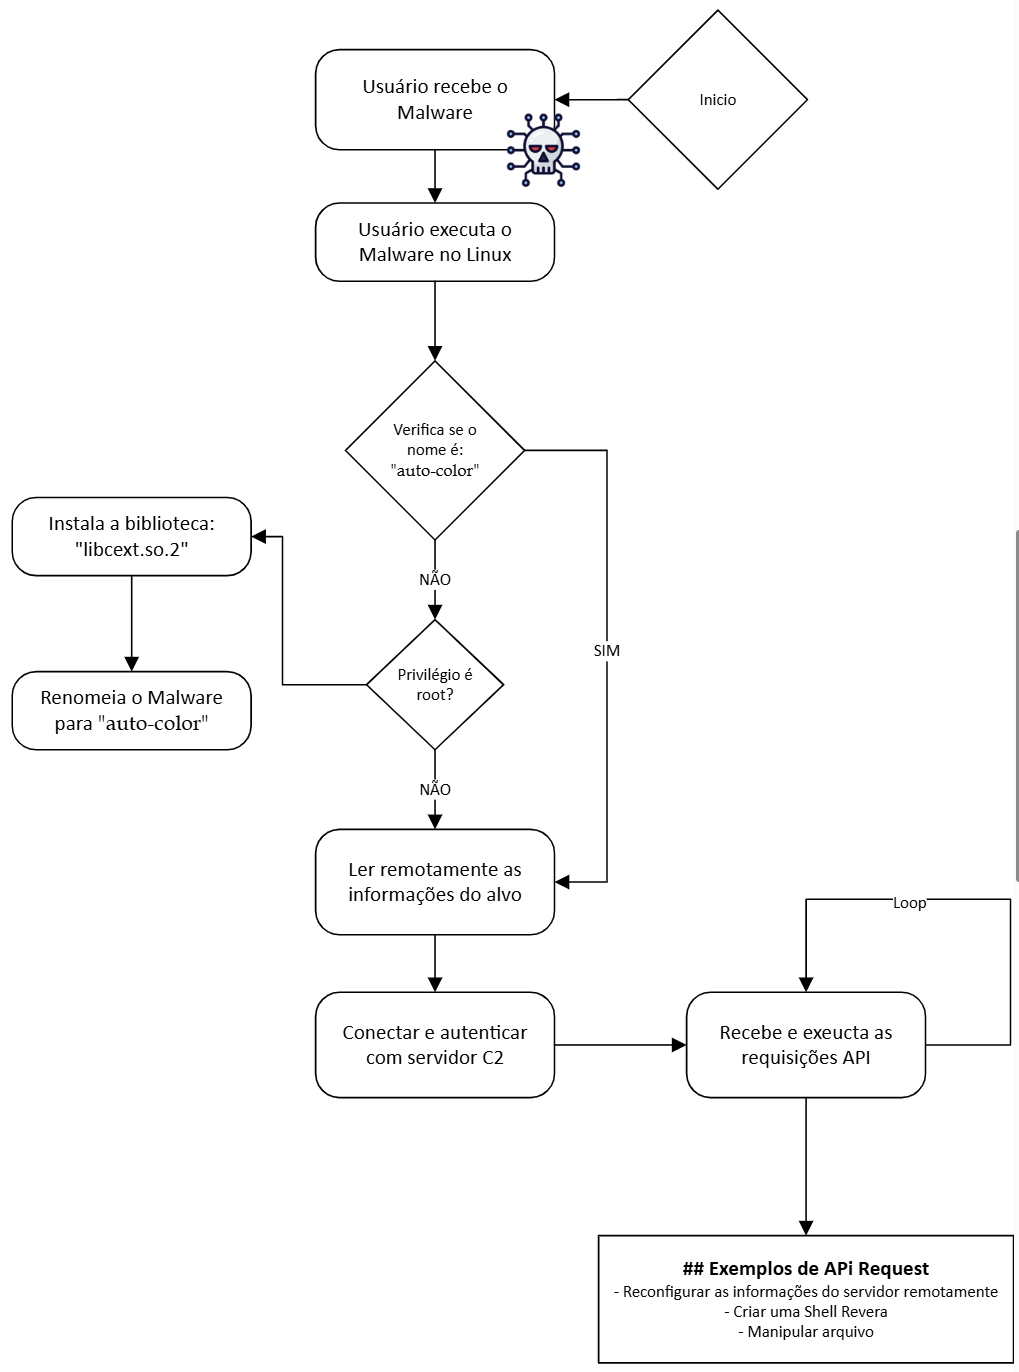 Inicio
Usuário recebe o
Malware
Usuário executa o
Malware no Linux
Verifica se o
nome é:
"auto-color"
NÃO
SIM
Privilégio é
root?
Instala a biblioteca:
"libcext.so.2"
Renomeia o Malware
para "auto-color"
NÃO
Ler remotamente as
informações do alvo
Conectar e autenticar
com servidor C2
Loop
Recebe e exeucta as
requisições API
## Exemplos de APi Request
- Reconfigurar as informações do servidor remotamente
- Criar uma Shell Revera
- Manipular arquivo